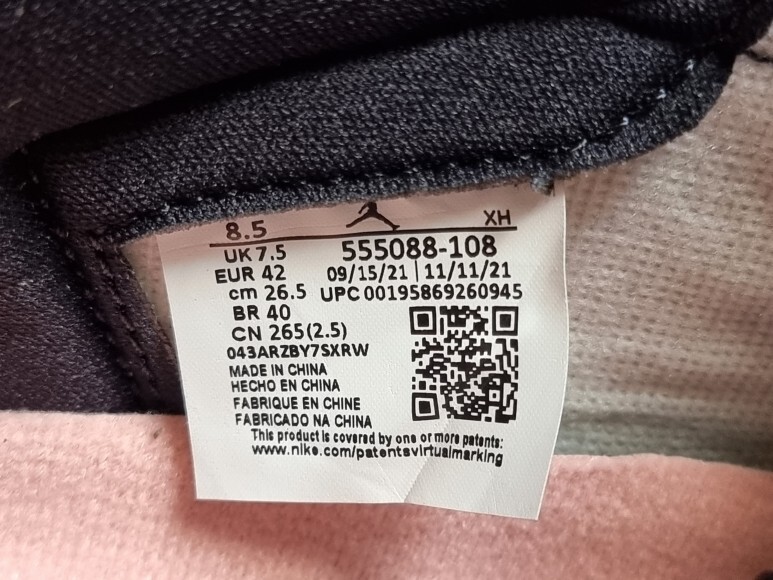 8.5 XH
UK 7.5 555088-108
EUR 42 09/15/21 | 11/11/21
cm 26.5 UPC 00195869260945
BR 40
CN 265(2.5)
043ARZBY7SXRW
MADE IN CHINA
HECHO EN CHINA
FABRIQUE EN CHINE
FABRICADO NA CHINA
This product is covered by one or more patents:
www.nike.com/patentsvirtualmarking